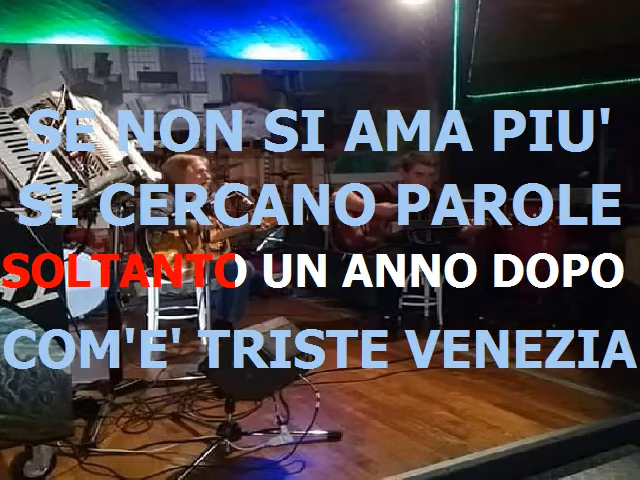 SE NON SI AMA PIU'
SI CERCANO PAROLE
SOLTANTO UN ANNO DOPO
COM'E' TRISTE VENEZIA